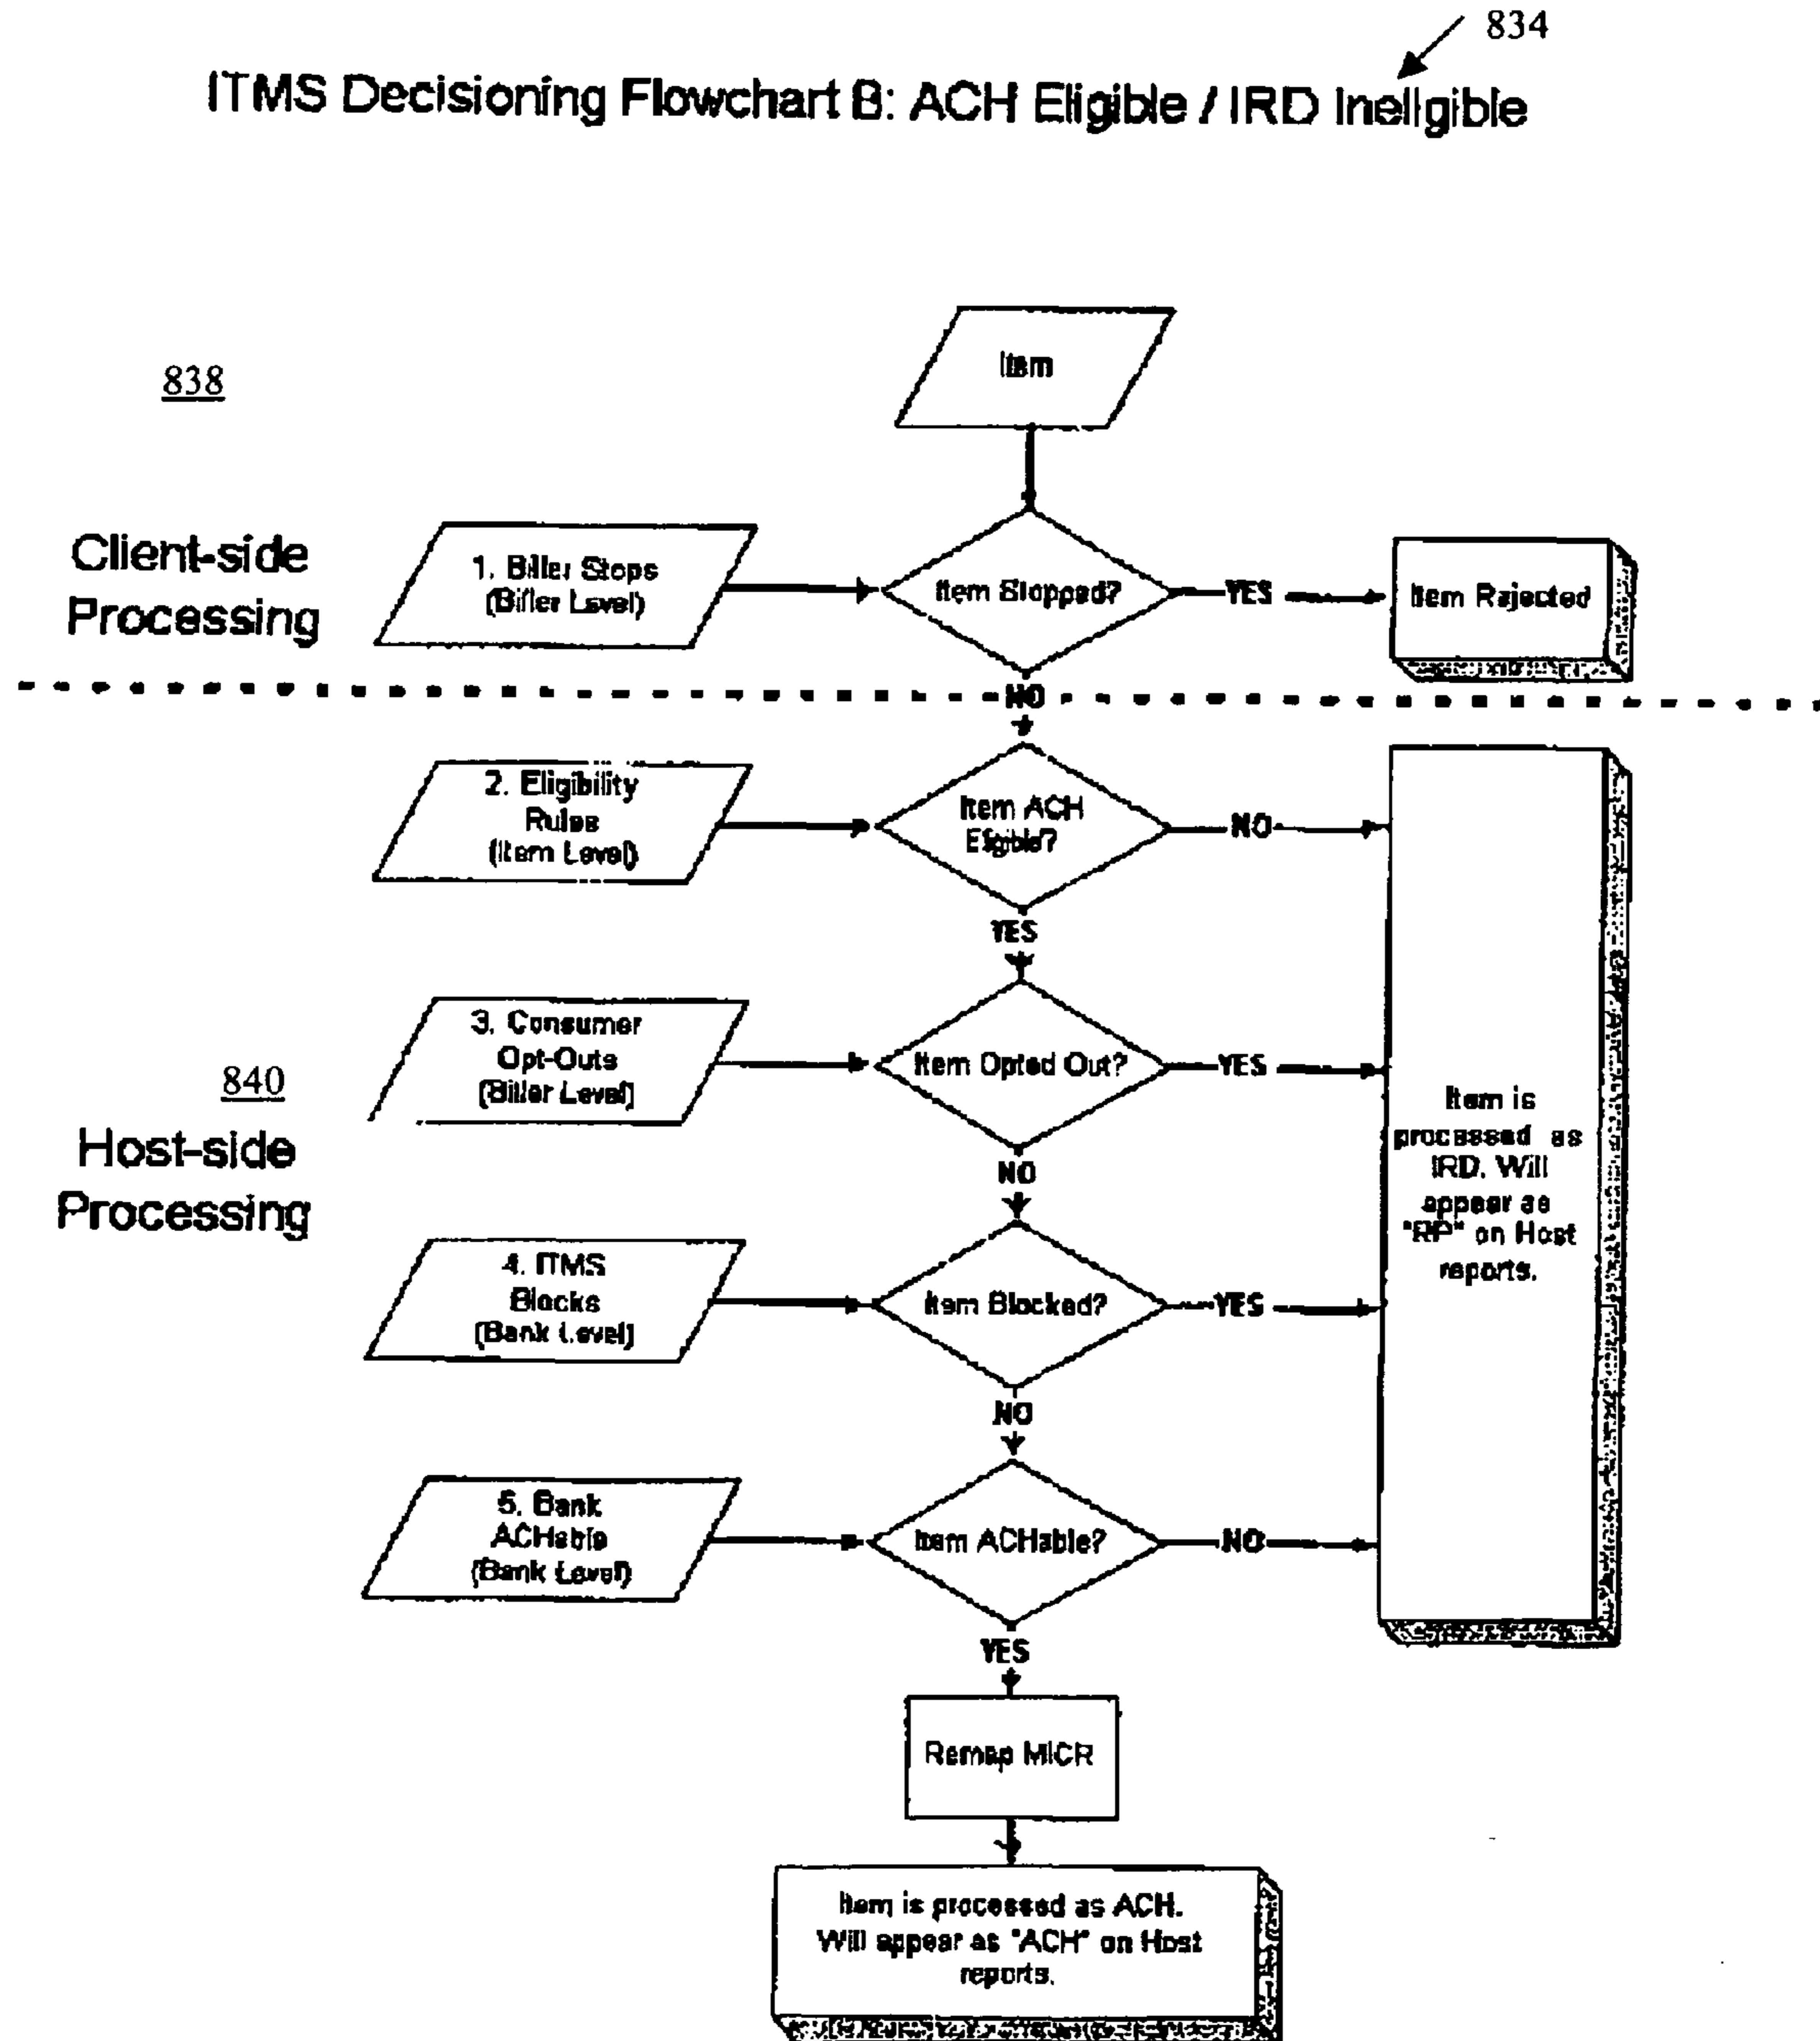 834
ITMS Decisioning Flowchart B: ACH Eligible / IRD Ineligible
838
Item
Client-side
Processing
1. Biller Stops
(Biller Level)
Item Stopped?
YES
Item Rejected
NO
2. Eligibility
Rules
(Item Level)
Item ACH
Eligible?
NO
YES
3. Consumer
Opt-Outs
(Biller Level)
Item Opted Out?
YES
840
Host-side
Processing
Item is
processed as
IRD. Will
appear as
"RP" on Host
reports.
NO
4. ITMS
Blocks
(Bank Level)
Item Blocked?
YES
NO
5. Bank
ACHable
(Bank Level)
Item ACHable?
NO
YES
Remap MICR
Item is processed as ACH.
Will appear as "ACH" on Host
reports.